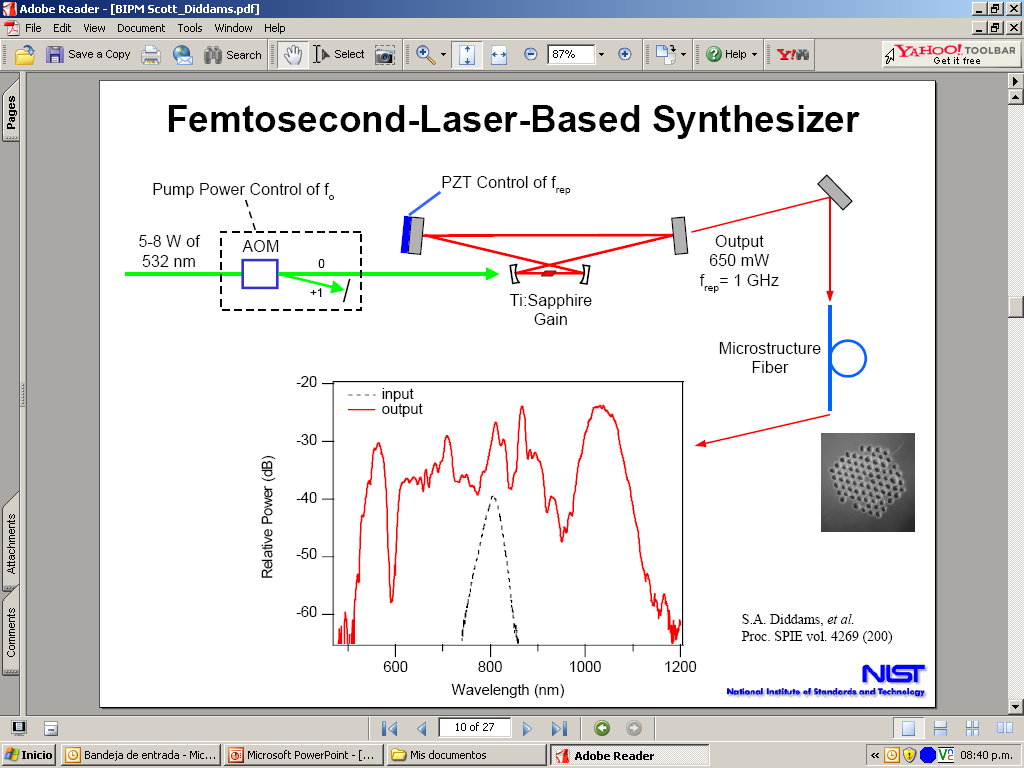 Adobe Reader - [BIPM Scott_Diddams.pdf]
File Edit View Document Tools Window Help
Save a Copy Search Select 87% Help Y! YAHOO! TOOLBAR
Get it free
Pages
Attachments
Comments
Femtosecond-Laser-Based Synthesizer
Pump Power Control of fo
PZT Control of frep
5-8 W of
532 nm
AOM
0
+1
Ti:Sapphire
Gain
Output
650 mW
frep= 1 GHz
Microstructure
Fiber
input
output
-20
-30
-40
-50
-60
Relative Power (dB)
600 800 1000 1200
Wavelength (nm)
S.A. Diddams, et al.
Proc. SPIE vol. 4269 (200)
NIST
National Institute of Standards and Technology
10 of 27
Inicio Bandeja de entrada - Mic... Microsoft PowerPoint - [... Mis documentos Adobe Reader « 08:40 p.m.